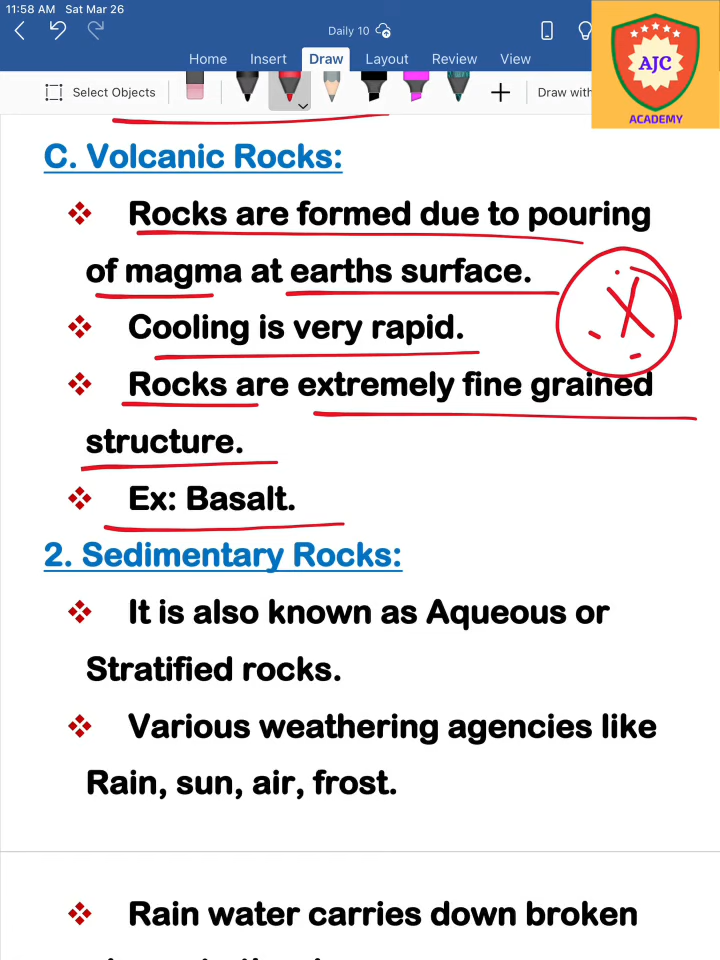 11:58 AM Sat Mar 26
Daily 10
AJC
ACADEMY
Home Insert Draw Layout Review View
Select Objects
Draw with
C. Volcanic Rocks:
❖ Rocks are formed due to pouring
of magma at earths surface.
X
❖ Cooling is very rapid.
❖ Rocks are extremely fine grained
structure.
❖ Ex: Basalt.
2. Sedimentary Rocks:
❖ It is also known as Aqueous or
Stratified rocks.
❖ Various weathering agencies like
Rain, sun, air, frost.
❖ Rain water carries down broken